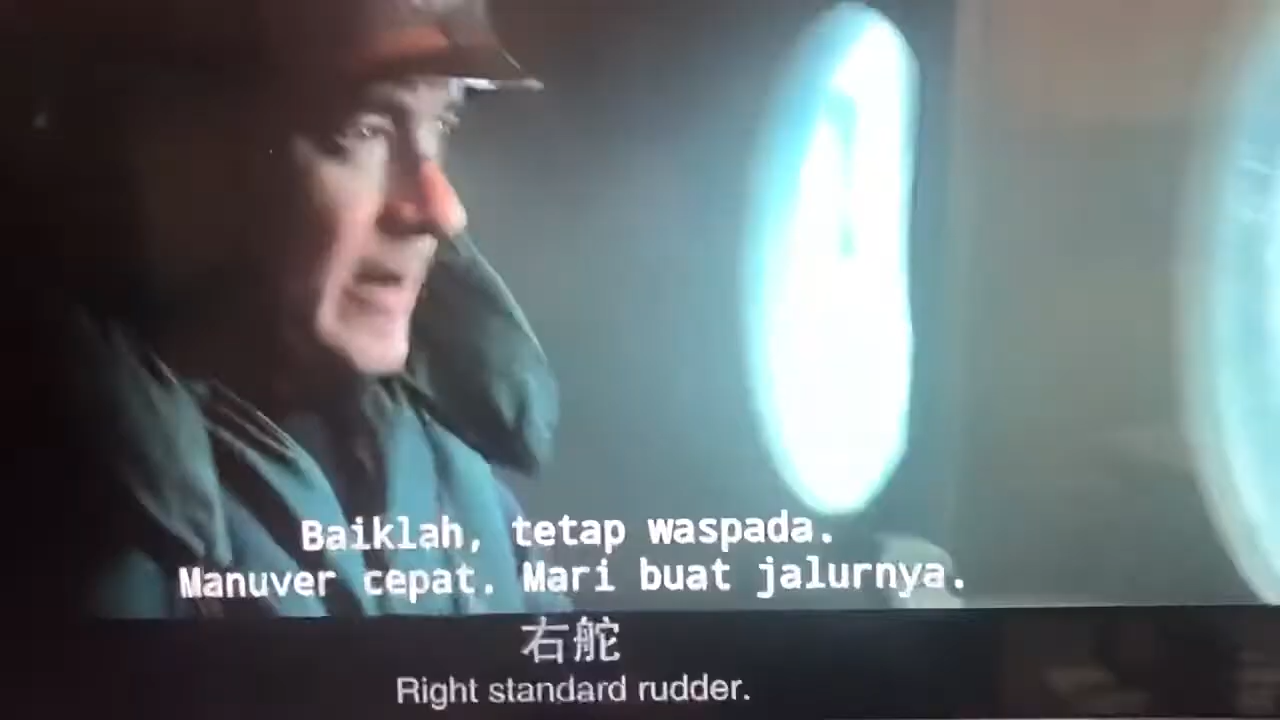 Baiklah, tetap waspada.
Manuver cepat. Mari buat jalurnya.
右舵
Right standard rudder.